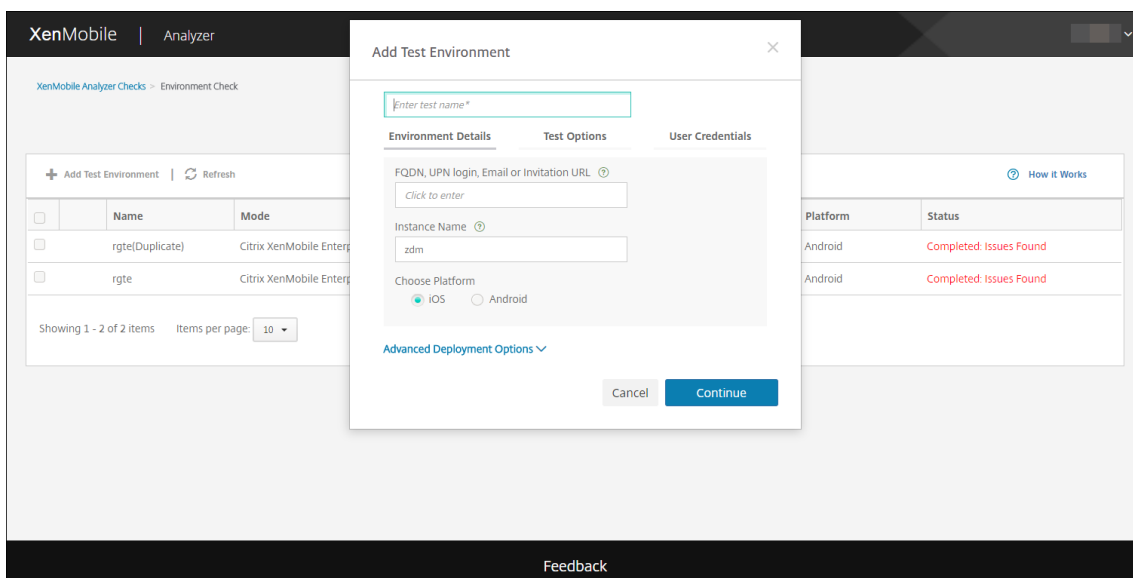 XenMobile | Analyzer
XenMobile Analyzer Checks > Environment Check
Add Test Environment | Refresh
How it Works
Name Mode Platform Status
rgte(Duplicate) Citrix XenMobile Enterp Android Completed: Issues Found
rgte Citrix XenMobile Enterp Android Completed: Issues Found
Showing 1 - 2 of 2 items Items per page: 10
Add Test Environment
Enter test name*
Environment Details Test Options User Credentials
FQDN, UPN login, Email or Invitation URL ?
Click to enter
Instance Name ?
zdm
Choose Platform
iOS Android
Advanced Deployment Options
Cancel Continue
Feedback